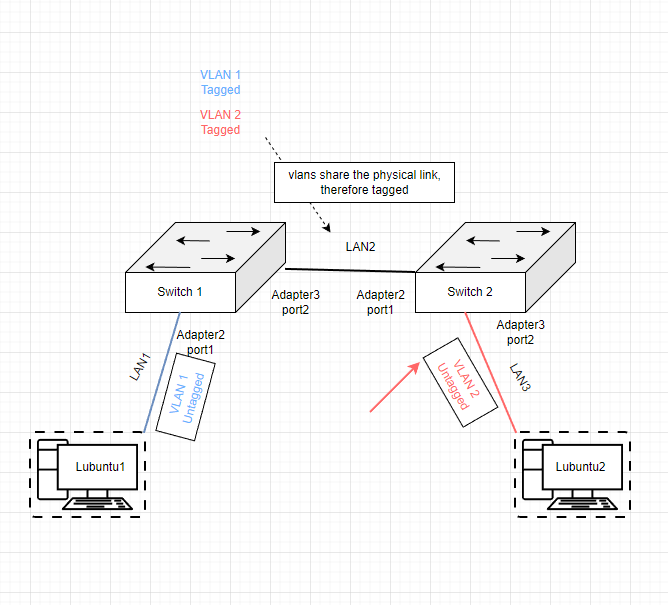 VLAN 1
Tagged
VLAN 2
Tagged
vlans share the physical link,
therefore tagged
LAN2
Switch 1
Switch 2
Adapter3
port2
Adapter2
port1
Adapter2
port1
Adapter3
port2
LAN1
VLAN 1
Untagged
VLAN 2
Untagged
LAN3
Lubuntu1
Lubuntu2